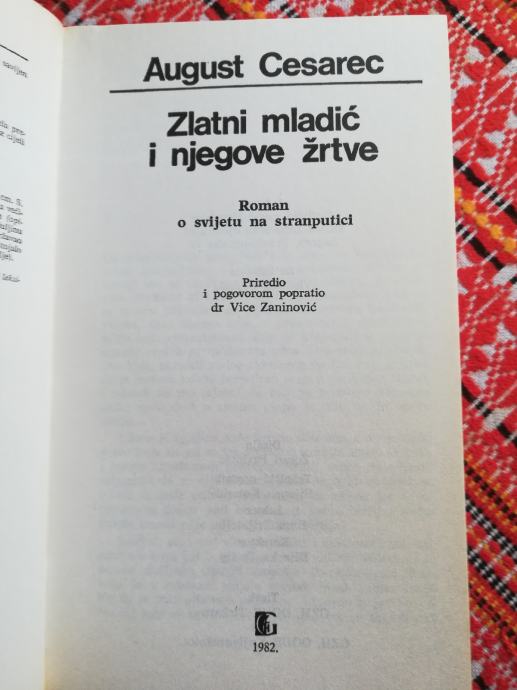 August Cesarec
Zlatni mladić
i njegove žrtve
Roman
o svijetu na stranputici
Priredio
i pogovorom popratio
dr Vice Zaninović
1982.